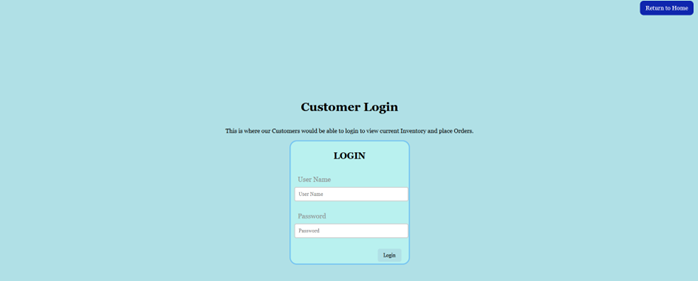 Return to Home
Customer Login
This is where our Customers would be able to login to view current Inventory and place Orders.
LOGIN
User Name
User Name
Password
Password
Login